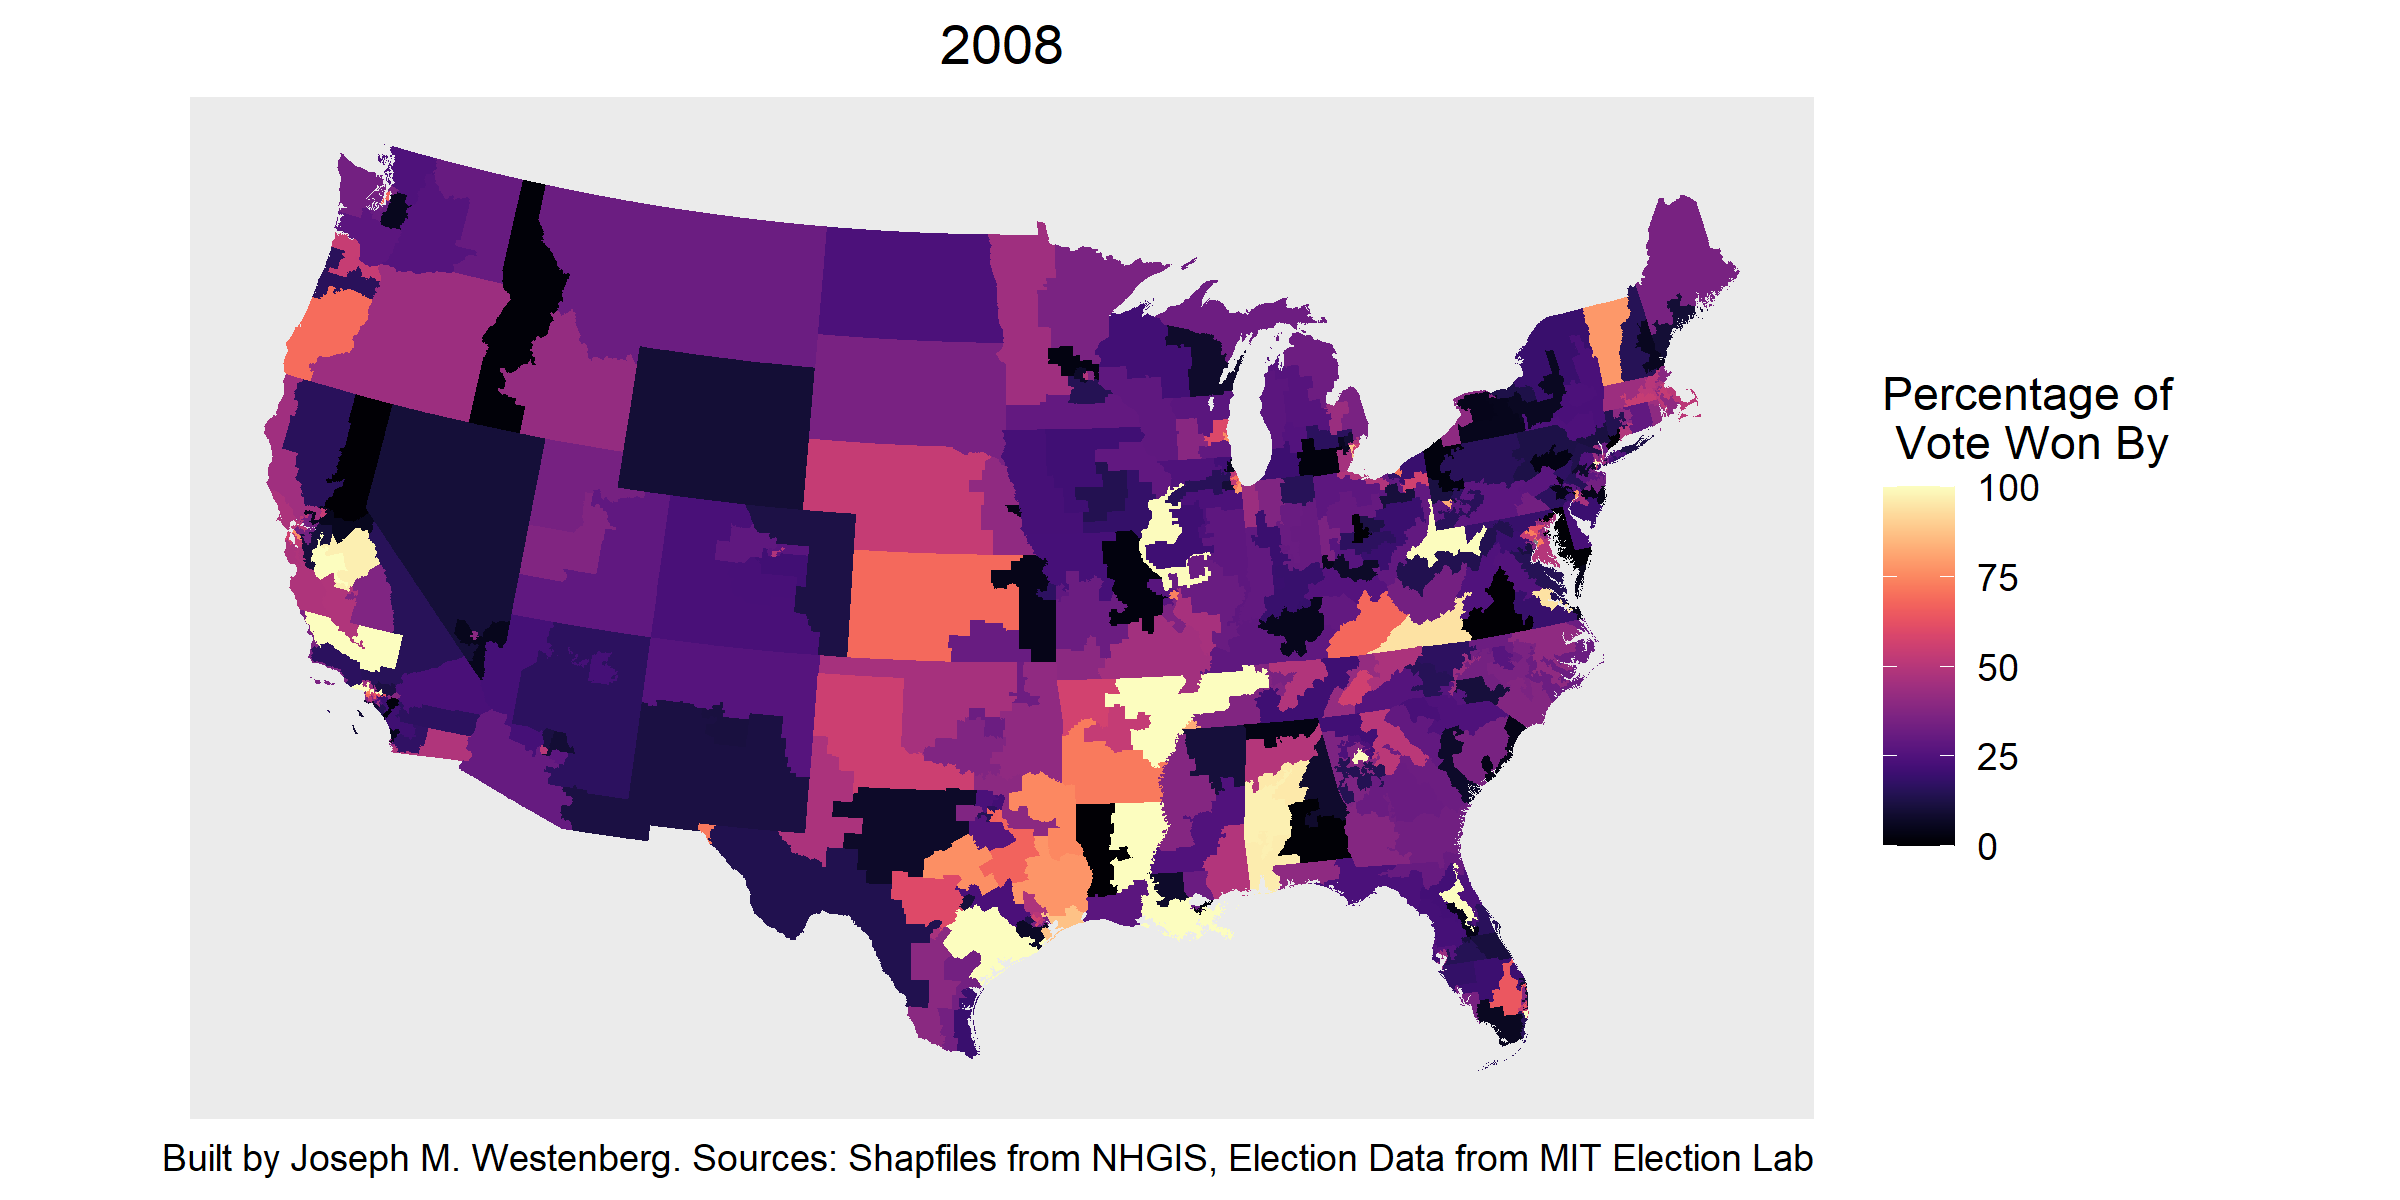 2008
Percentage of
Vote Won By
100
75
50
25
0
Built by Joseph M. Westenberg. Sources: Shapfiles from NHGIS, Election Data from MIT Election Lab